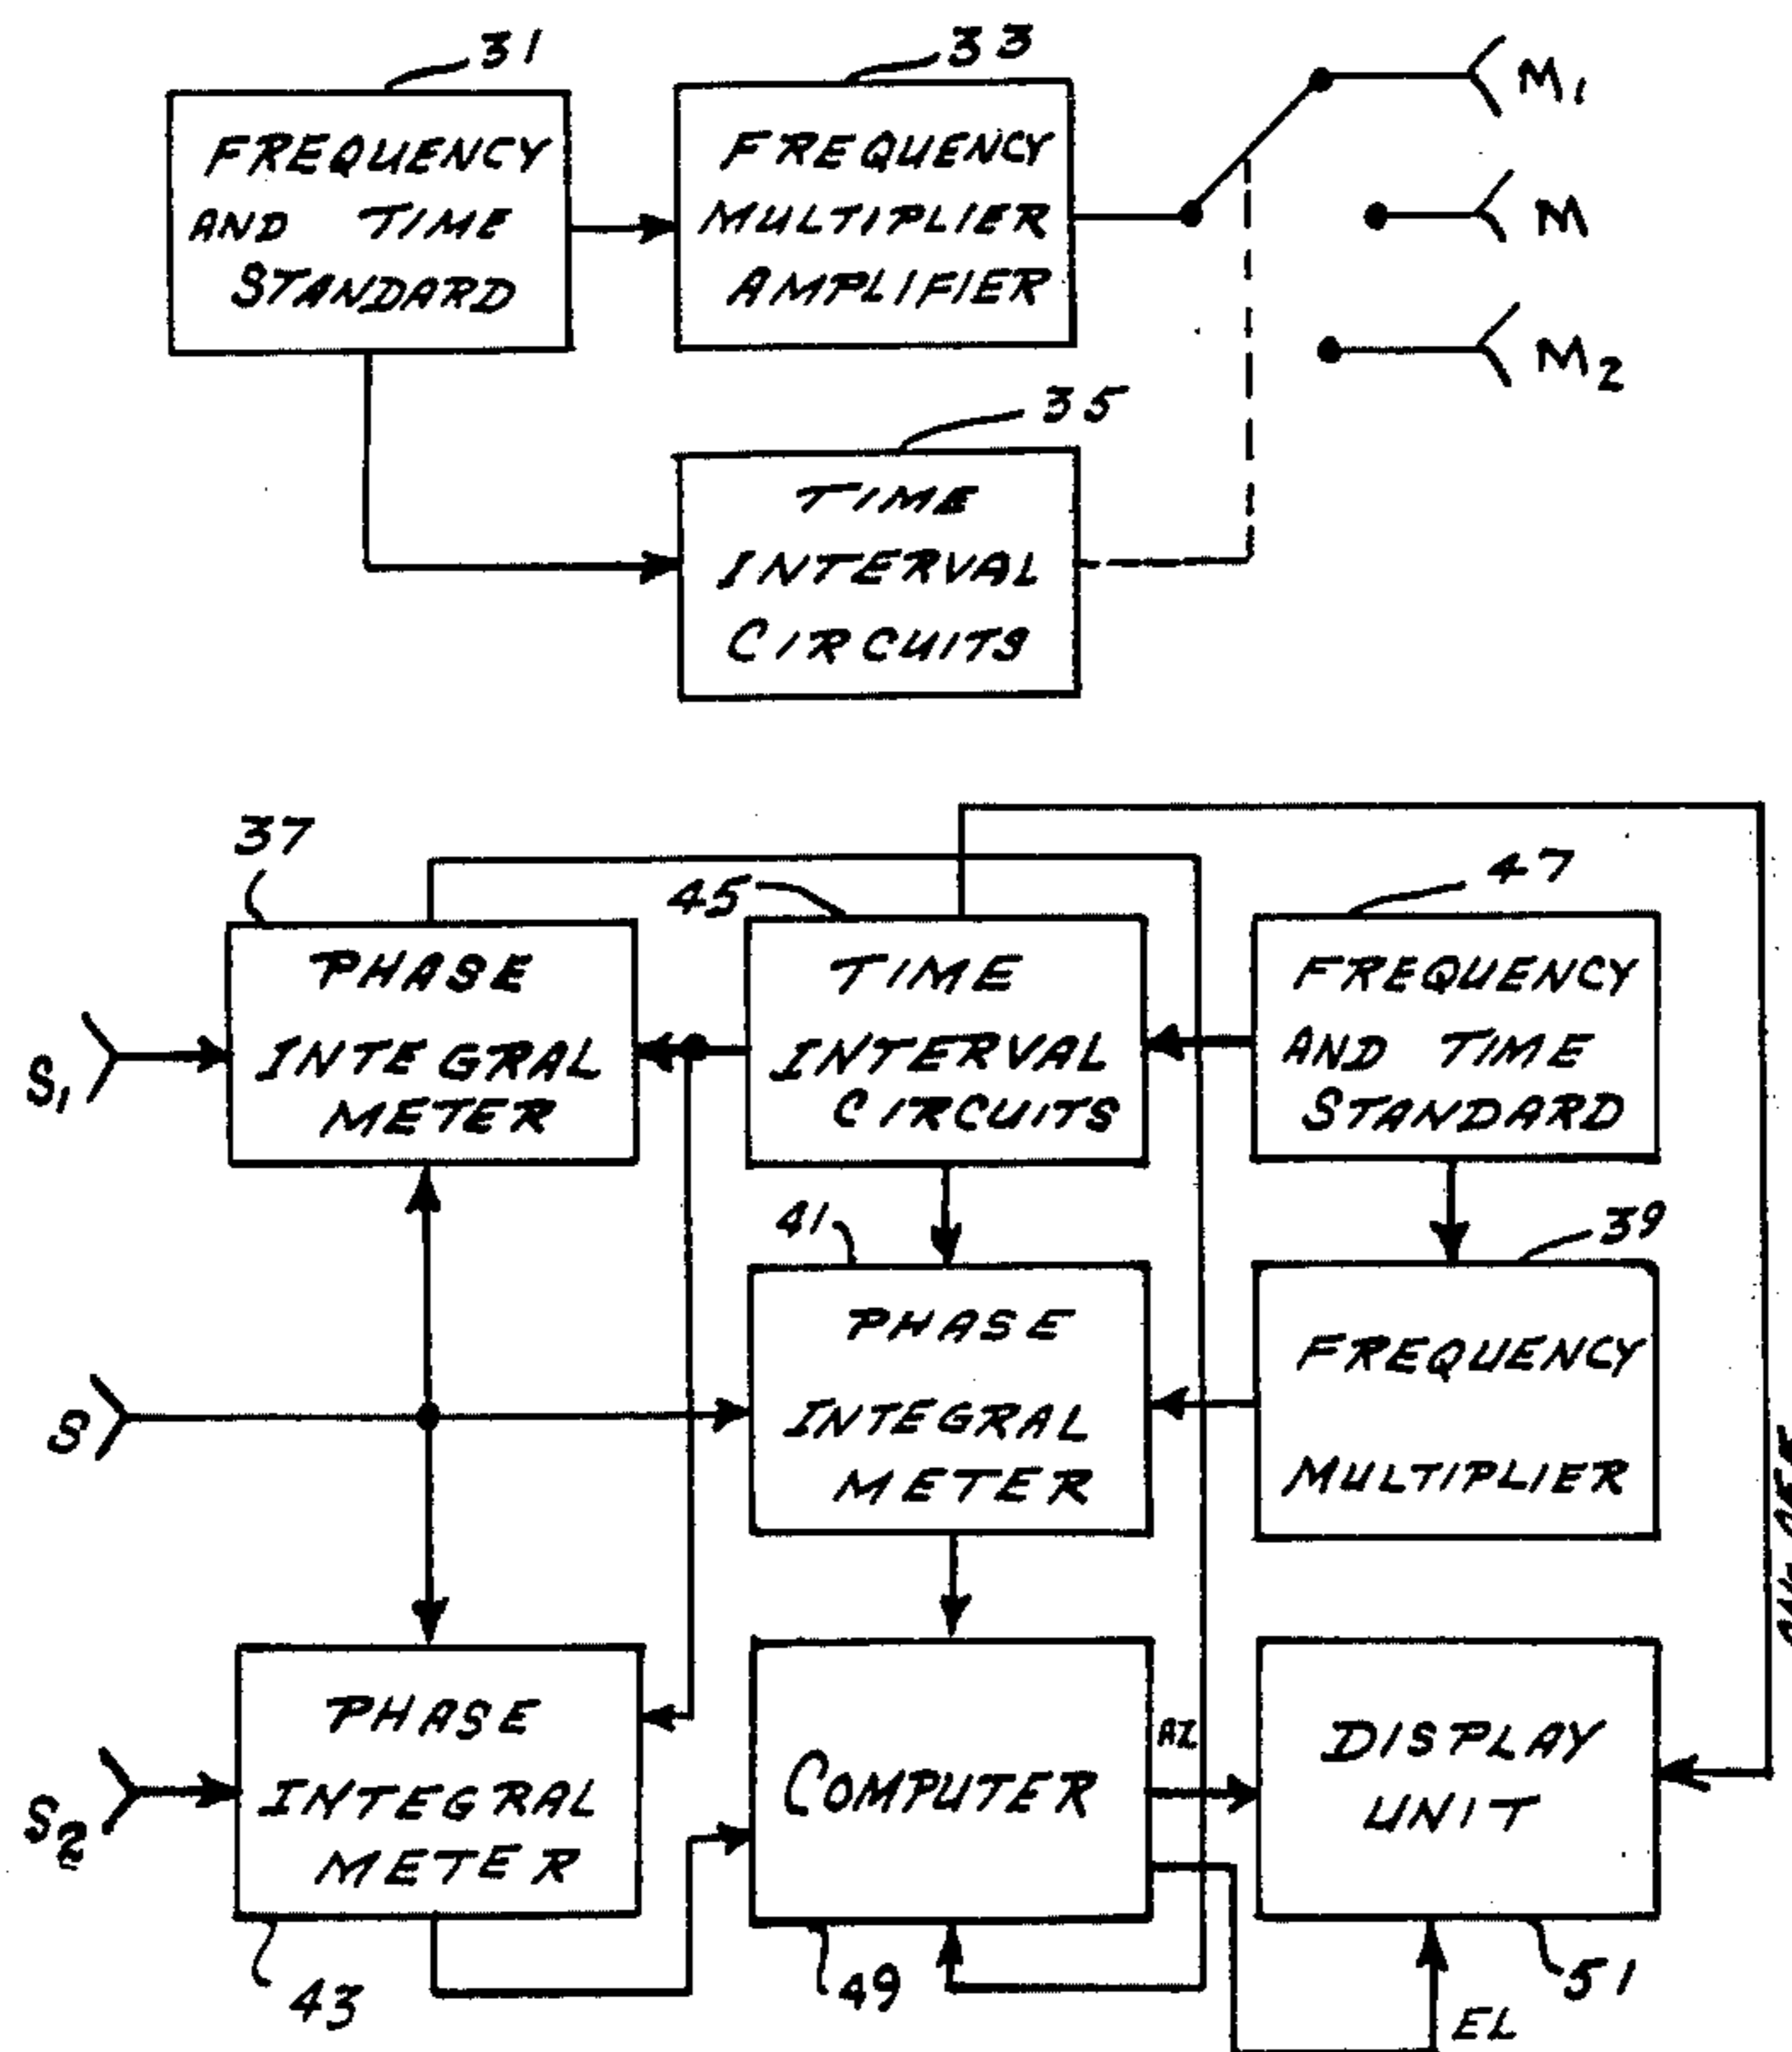 31
33
FREQUENCY
AND TIME
STANDARD
FREQUENCY
MULTIPLIER
AMPLIFIER
M1
M
M2
35
TIME
INTERVAL
CIRCUITS
37
45
47
PHASE
INTEGRAL
METER
TIME
INTERVAL
CIRCUITS
FREQUENCY
AND TIME
STANDARD
S1
41
39
PHASE
INTEGRAL
METER
FREQUENCY
MULTIPLIER
S
PHASE
INTEGRAL
METER
COMPUTER
AZ
DISPLAY
UNIT
S2
43
49
51
EL